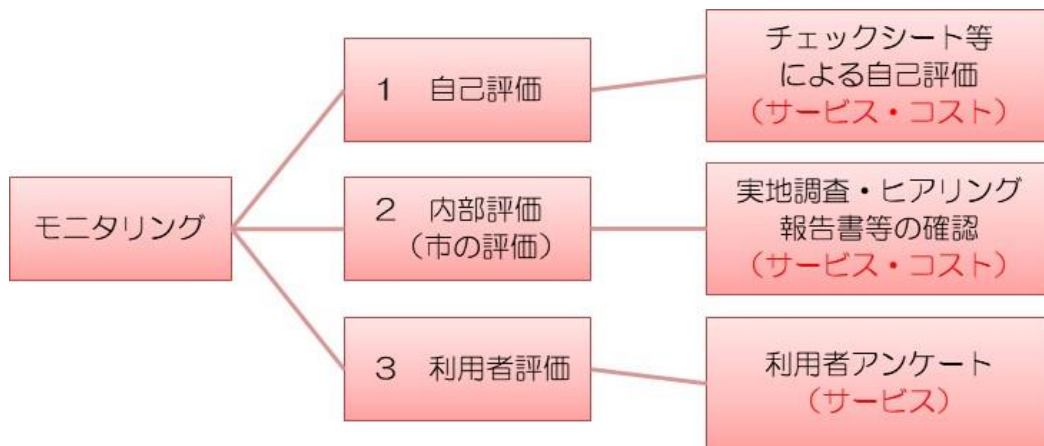 モニタリング
1　自己評価
チェックシート等
による自己評価
（サービス・コスト）
2　内部評価
（市の評価）
実地調査・ヒアリング
報告書等の確認
（サービス・コスト）
3　利用者評価
利用者アンケート
（サービス）